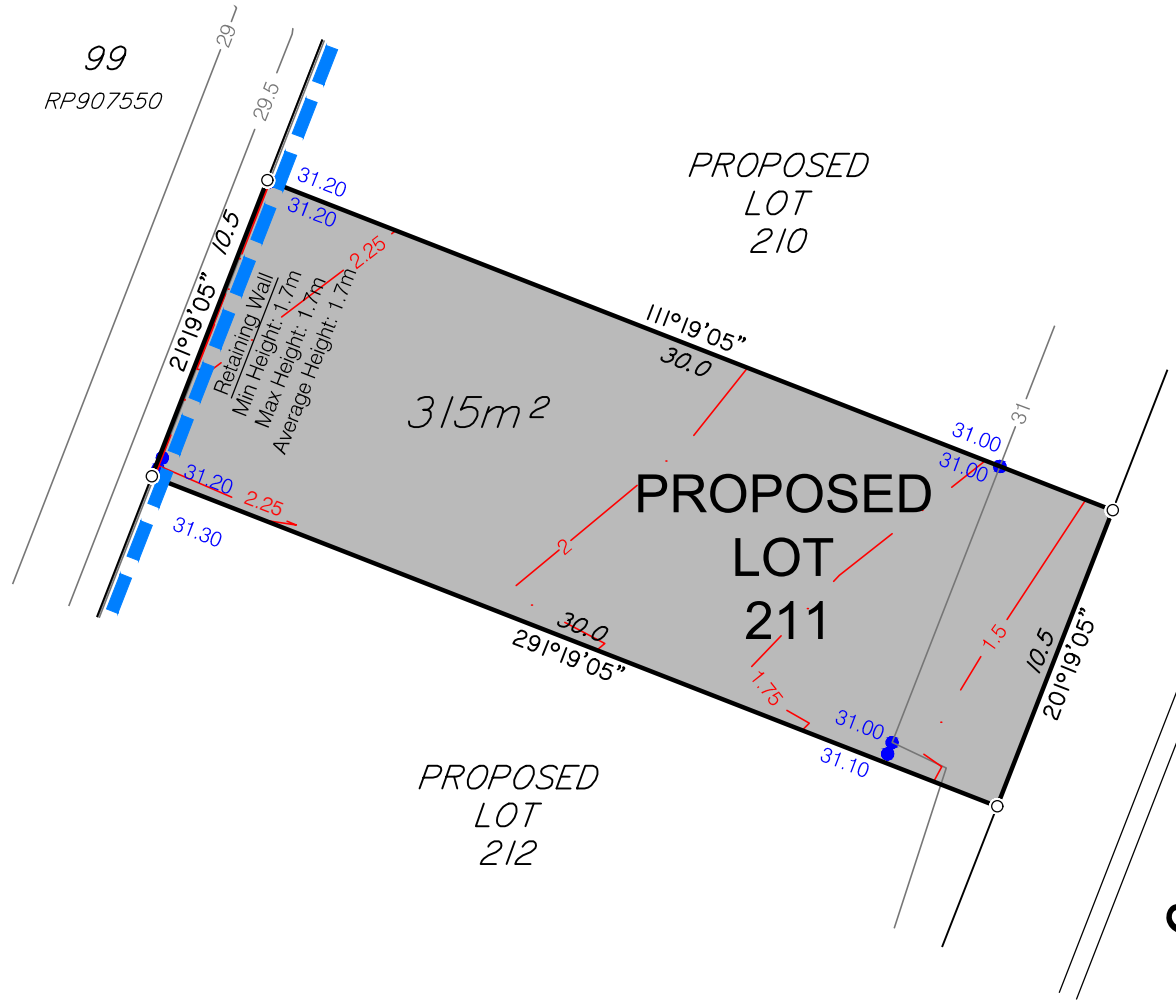 99
RP907550
29
29.5
31.20
31.20
PROPOSED
LOT
210
10.5
21°19'05”
2.25
Retaining Wall
Min Height: 1.7m
Max Height: 1.7m
Average Height: 1.7m
111°19'05”
30.0
315m²
31
31.00
31.00
31.20
2.25
31.30
PROPOSED
LOT
211
2
1.5
10.5
201°19'05”
30.0
291°19'05”
1.75
31.00
31.10
PROPOSED
LOT
212